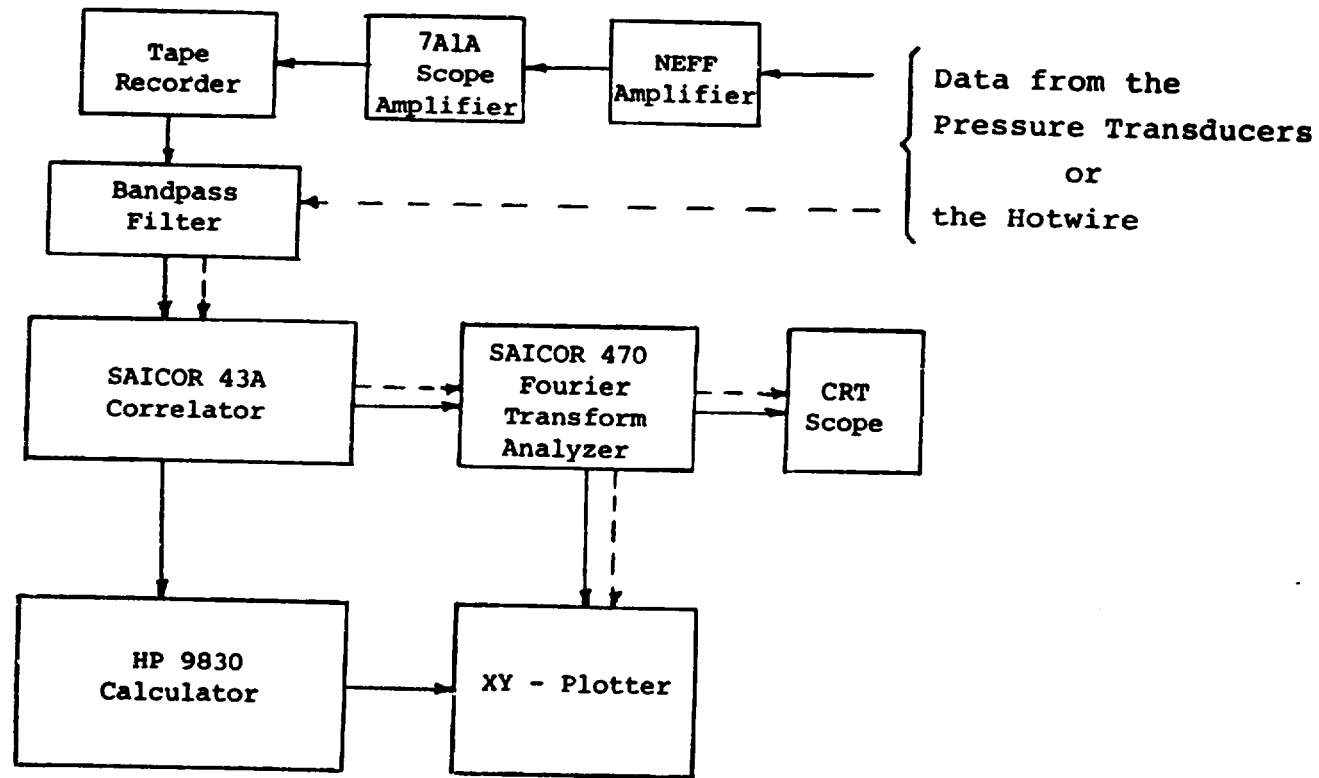 Tape
Recorder
7A1A
Scope
Amplifier
NEFF
Amplifier
Data from the
Pressure Transducers
or
the Hotwire
Bandpass
Filter
SAICOR 43A
Correlator
SAICOR 470
Fourier
Transform
Analyzer
CRT
Scope
HP 9830
Calculator
XY - Plotter